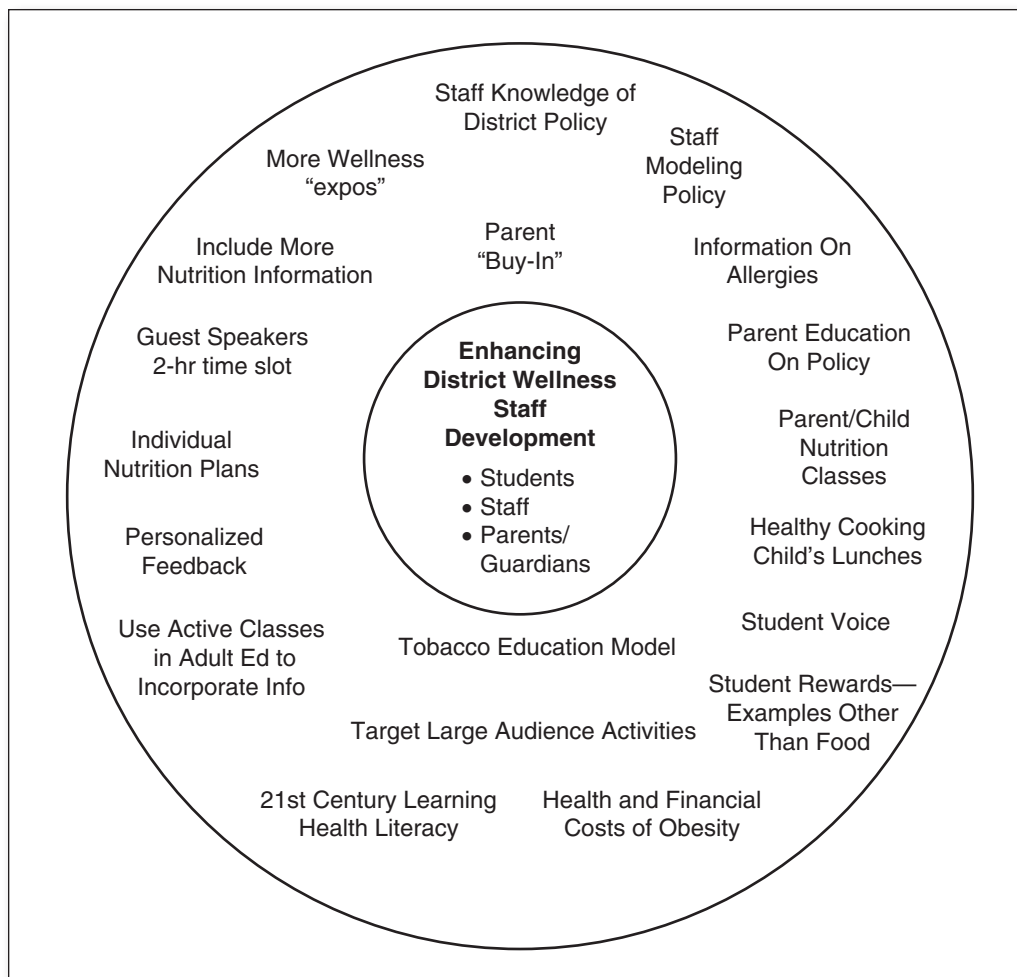 Staff Knowledge of
District Policy
Staff
Modeling
Policy
More Wellness
“expos”
Parent
“Buy-In”
Include More
Nutrition Information
Information On
Allergies
Guest Speakers
2-hr time slot
Parent Education
On Policy
Enhancing
District Wellness
Staff
Development
• Students
• Staff
• Parents/
Guardians
Individual
Nutrition Plans
Parent/Child
Nutrition
Classes
Personalized
Feedback
Healthy Cooking
Child’s Lunches
Use Active Classes
in Adult Ed to
Incorporate Info
Tobacco Education Model
Student Voice
Student Rewards—
Examples Other
Than Food
Target Large Audience Activities
21st Century Learning
Health Literacy
Health and Financial
Costs of Obesity